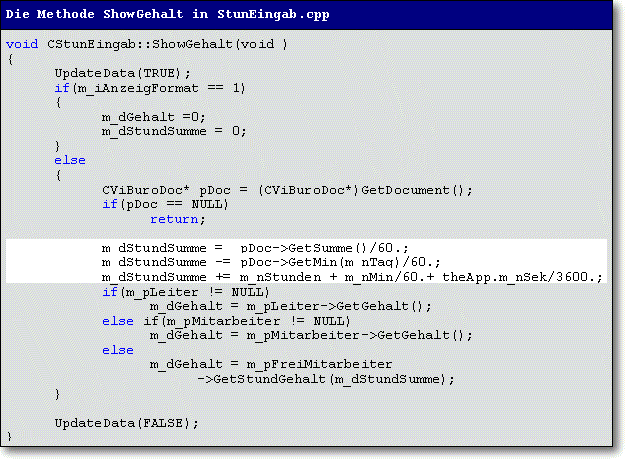 Die Methode ShowGehalt in StunEingab.cpp
void CStunEingab::ShowGehalt(void )
{
UpdateData(TRUE);
if(m_iAnzeigFormat == 1)
{
m_dGehalt =0;
m_dStundSumme = 0;
}
else
{
CViBuroDoc* pDoc = (CViBuroDoc*)GetDocument();
if(pDoc == NULL)
return;
m_dStundSumme =  pDoc->GetSumme()/60.;
m_dStundSumme -= pDoc->GetMin(m_nTag)/60.;
m_dStundSumme += m_nStunden + m_nMin/60.+ theApp.m_nSek/3600.;
if(m_pLeiter != NULL)
m_dGehalt = m_pLeiter->GetGehalt();
else if(m_pMitarbeiter != NULL)
m_dGehalt = m_pMitarbeiter->GetGehalt();
else
m_dGehalt = m_pFreiMitarbeiter
->GetStundGehalt(m_dStundSumme);
}
UpdateData(FALSE);
}